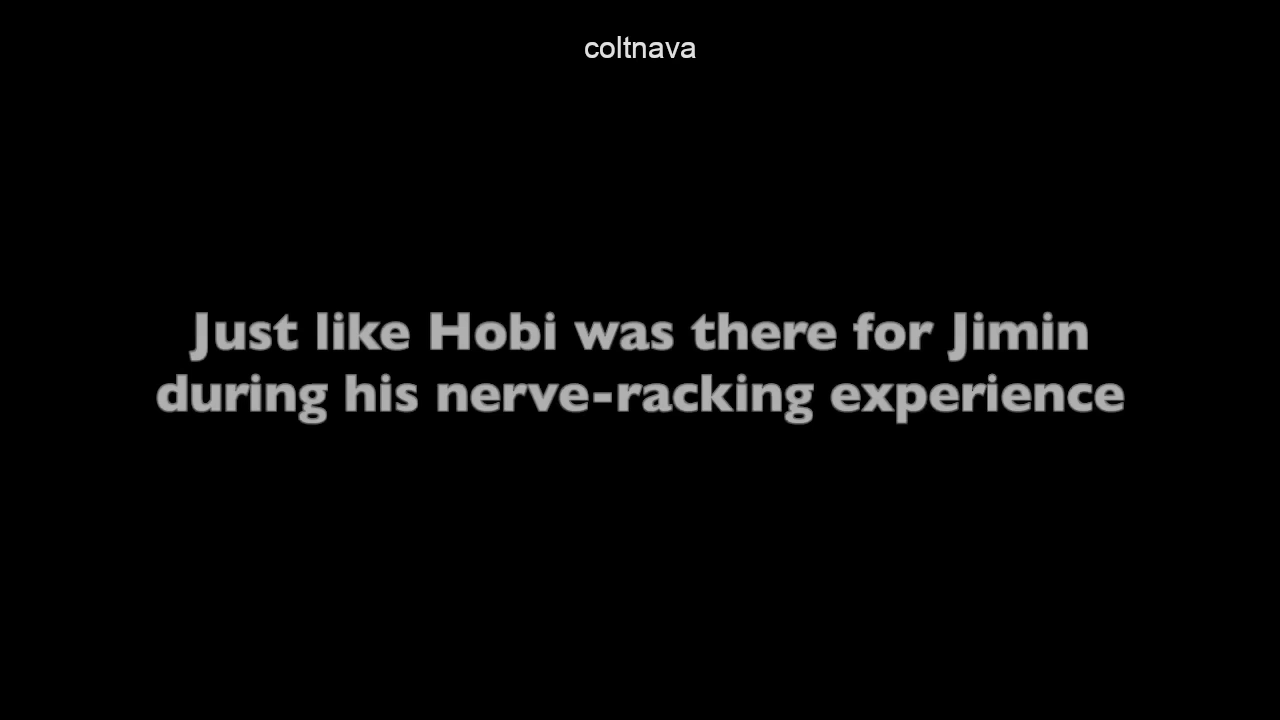 coltnava
Just like Hobi was there for Jimin
during his nerve-racking experience